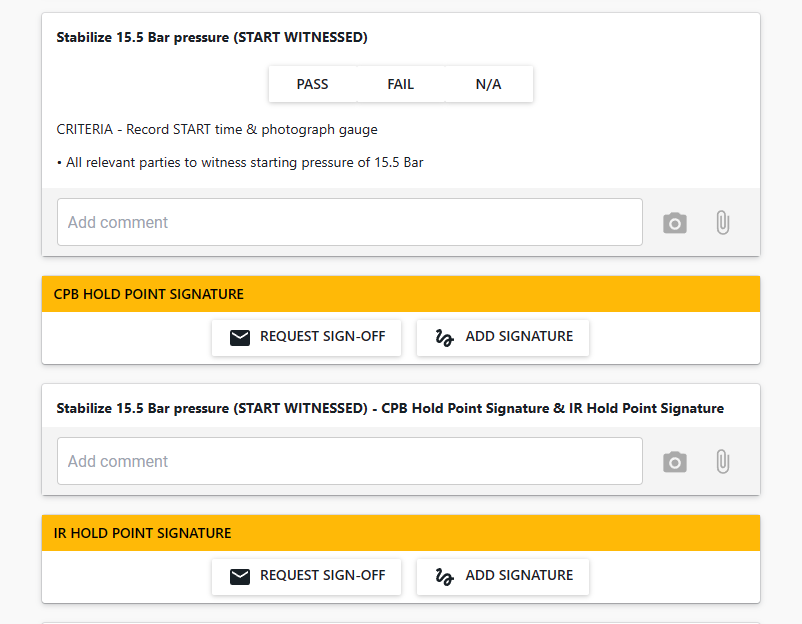 Stabilize 15.5 Bar pressure (START WITNESSED)
PASS FAIL N/A
CRITERIA - Record START time & photograph gauge
• All relevant parties to witness starting pressure of 15.5 Bar
Add comment
CPB HOLD POINT SIGNATURE
REQUEST SIGN-OFF ADD SIGNATURE
Stabilize 15.5 Bar pressure (START WITNESSED) - CPB Hold Point Signature & IR Hold Point Signature
Add comment
IR HOLD POINT SIGNATURE
REQUEST SIGN-OFF ADD SIGNATURE